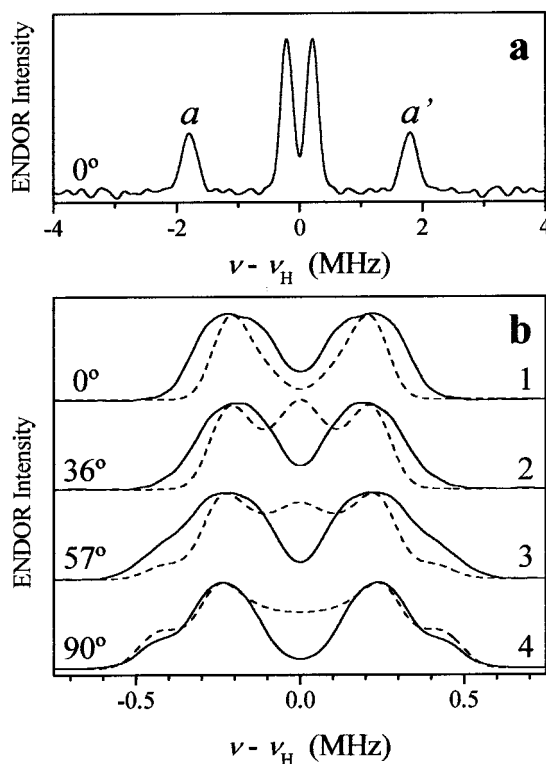 a
ENDOR Intensity
a
a’
0°
-4
-2
0
2
4
ν - νH (MHz)
b
ENDOR Intensity
0°
1
36°
2
57°
3
90°
4
-0.5
0.0
0.5
ν - νH (MHz)